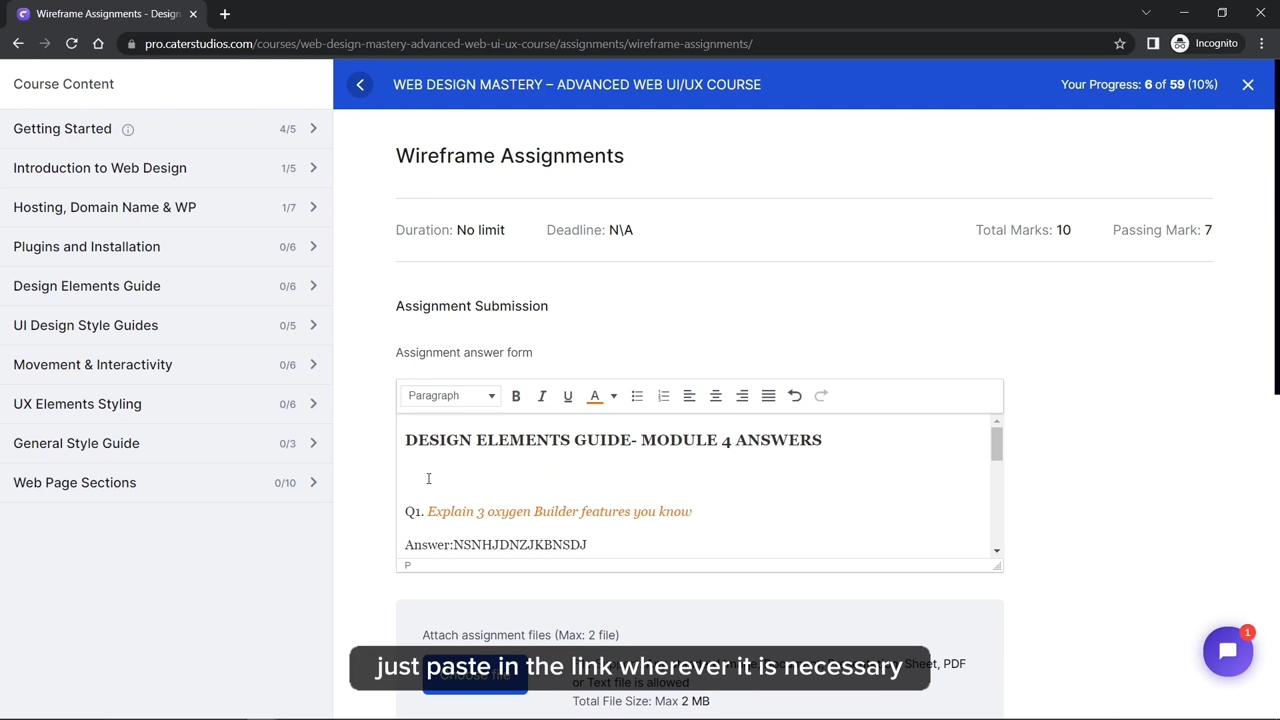 Wireframe Assignments - Design
pro.caterstudios.com/courses/web-design-mastery-advanced-web-ui-ux-course/assignments/wireframe-assignments/
Incognito
Course Content
WEB DESIGN MASTERY – ADVANCED WEB UI/UX COURSE
Your Progress: 6 of 59 (10%)
Getting Started 4/5
Introduction to Web Design 1/5
Hosting, Domain Name & WP 1/7
Plugins and Installation 0/6
Design Elements Guide 0/6
UI Design Style Guides 0/5
Movement & Interactivity 0/6
UX Elements Styling 0/6
General Style Guide 0/3
Web Page Sections 0/10
Wireframe Assignments
Duration: No limit Deadline: N\A Total Marks: 10 Passing Mark: 7
Assignment Submission
Assignment answer form
Paragraph B I U A
DESIGN ELEMENTS GUIDE- MODULE 4 ANSWERS
Q1. Explain 3 oxygen Builder features you know
Answer:NSNHJDNZJKBNSDJ
P
Attach assignment files (Max: 2 file)
Choose file
Sheet, PDF
or Text file is allowed
Total File Size: Max 2 MB
just paste in the link wherever it is necessary
1